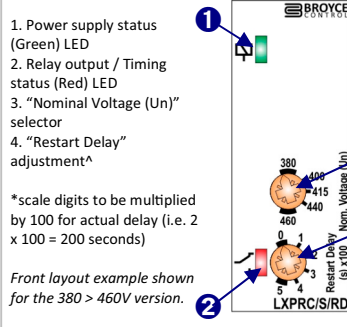 1. Power supply status
(Green) LED
2. Relay output / Timing
status (Red) LED
3. “Nominal Voltage (Un)”
selector
4. “Restart Delay”
adjustment^
*scale digits to be multiplied
by 100 for actual delay (i.e. 2
x 100 = 200 seconds)
Front layout example shown
for the 380 > 460V version.
1
BROYCE
CONTROL
380
400
415
440
460
Nom. Voltage (Un)
0
1
2
3
4
5
Restart Delay
(s) x100
2
LXPRC/S/RD